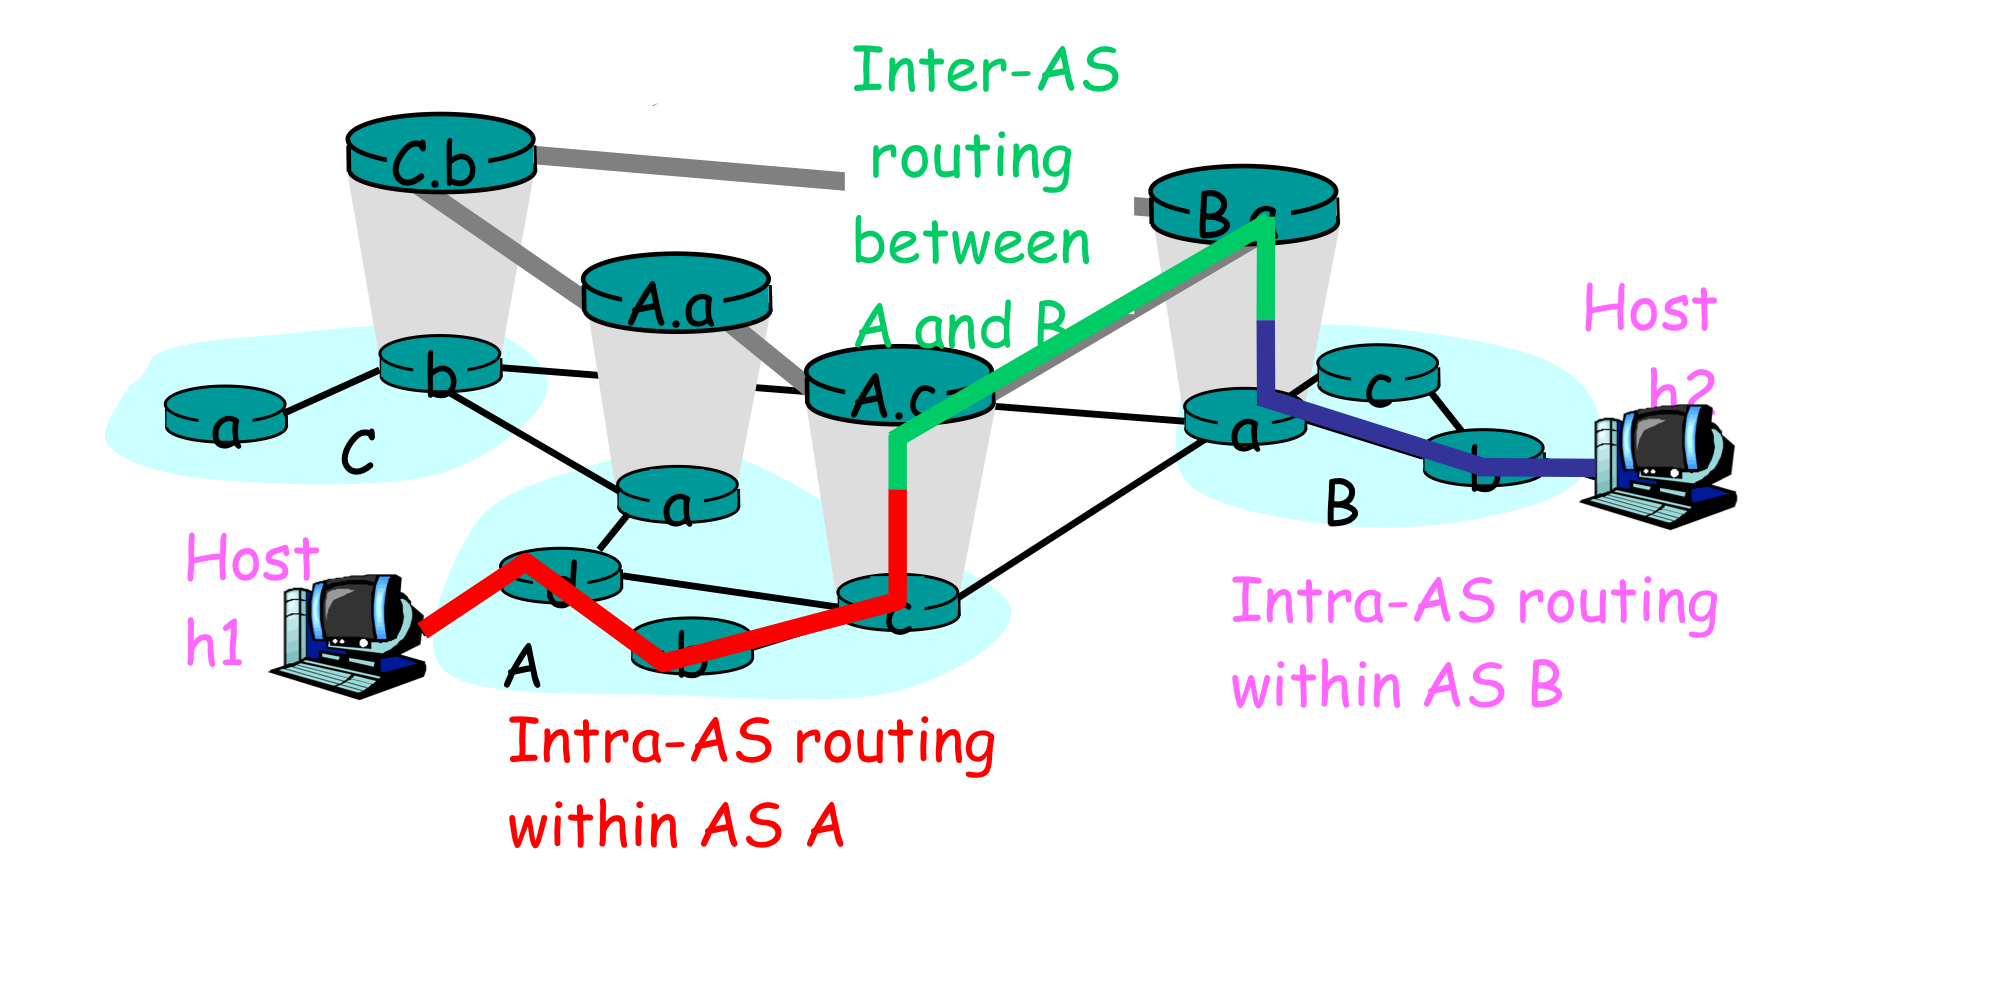 Inter-AS
routing
between
A and B
C.b
B.a
A.a
A.c
Host
h2
b
a
C
c
a
b
B
a
Host
h1
d
c
b
A
Intra-AS routing
within AS B
Intra-AS routing
within AS A